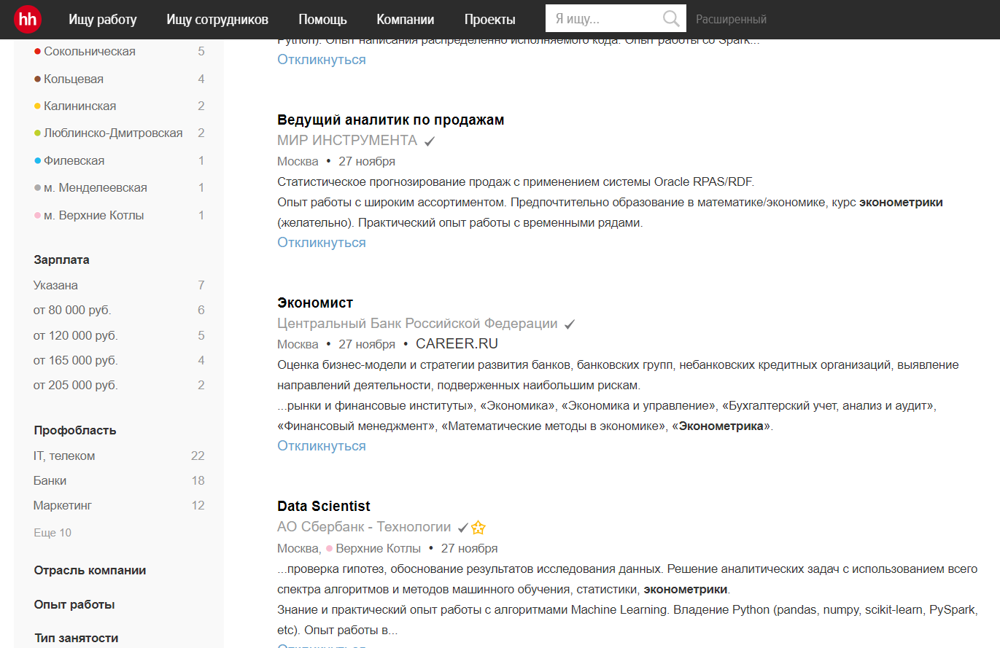 hh Ищу работу Ищу сотрудников Помощь Компании Проекты Я ищу... Расширенный
Сокольническая 5
Кольцевая 4
Калининская 2
Люблинско-Дмитровская 2
Филевская 1
м. Менделеевская 1
м. Верхние Котлы 1
Зарплата
Указана 7
от 80 000 руб. 6
от 120 000 руб. 5
от 165 000 руб. 4
от 205 000 руб. 2
Профобласть
IT, телеком 22
Банки 18
Маркетинг 12
Еще 10
Отрасль компании
Опыт работы
Тип занятости
Python). Опыт написания распределенно исполняемого кода. Опыт работы со Spark...
Откликнуться
Ведущий аналитик по продажам
МИР ИНСТРУМЕНТА
Москва • 27 ноября
Статистическое прогнозирование продаж с применением системы Oracle RPAS/RDF.
Опыт работы с широким ассортиментом. Предпочтительно образование в математике/экономике, курс эконометрики
(желательно). Практический опыт работы с временными рядами.
Откликнуться
Экономист
Центральный Банк Российской Федерации
Москва • 27 ноября • CAREER.RU
Оценка бизнес-модели и стратегии развития банков, банковских групп, небанковских кредитных организаций, выявление
направлений деятельности, подверженных наибольшим рискам.
...рынки и финансовые институты», «Экономика», «Экономика и управление», «Бухгалтерский учет, анализ и аудит»,
«Финансовый менеджмент», «Математические методы в экономике», «Эконометрика».
Откликнуться
Data Scientist
АО Сбербанк - Технологии
Москва, Верхние Котлы • 27 ноября
...проверка гипотез, обоснование результатов исследования данных. Решение аналитических задач с использованием всего
спектра алгоритмов и методов машинного обучения, статистики, эконометрики.
Знание и практический опыт работы с алгоритмами Machine Learning. Владение Python (pandas, numpy, scikit-learn, PySpark,
etc). Опыт работы в...
Откликнуться